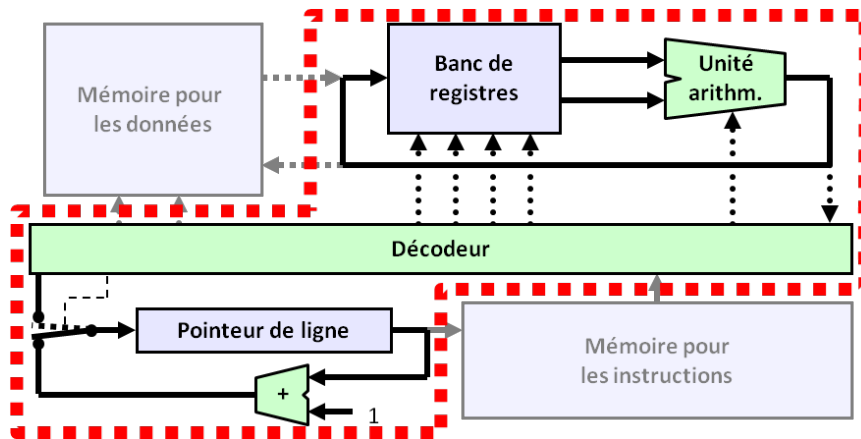 Mémoire pour
les données
Banc de
registres
Unité
arithm.
Décodeur
Pointeur de ligne
+
1
Mémoire pour
les instructions